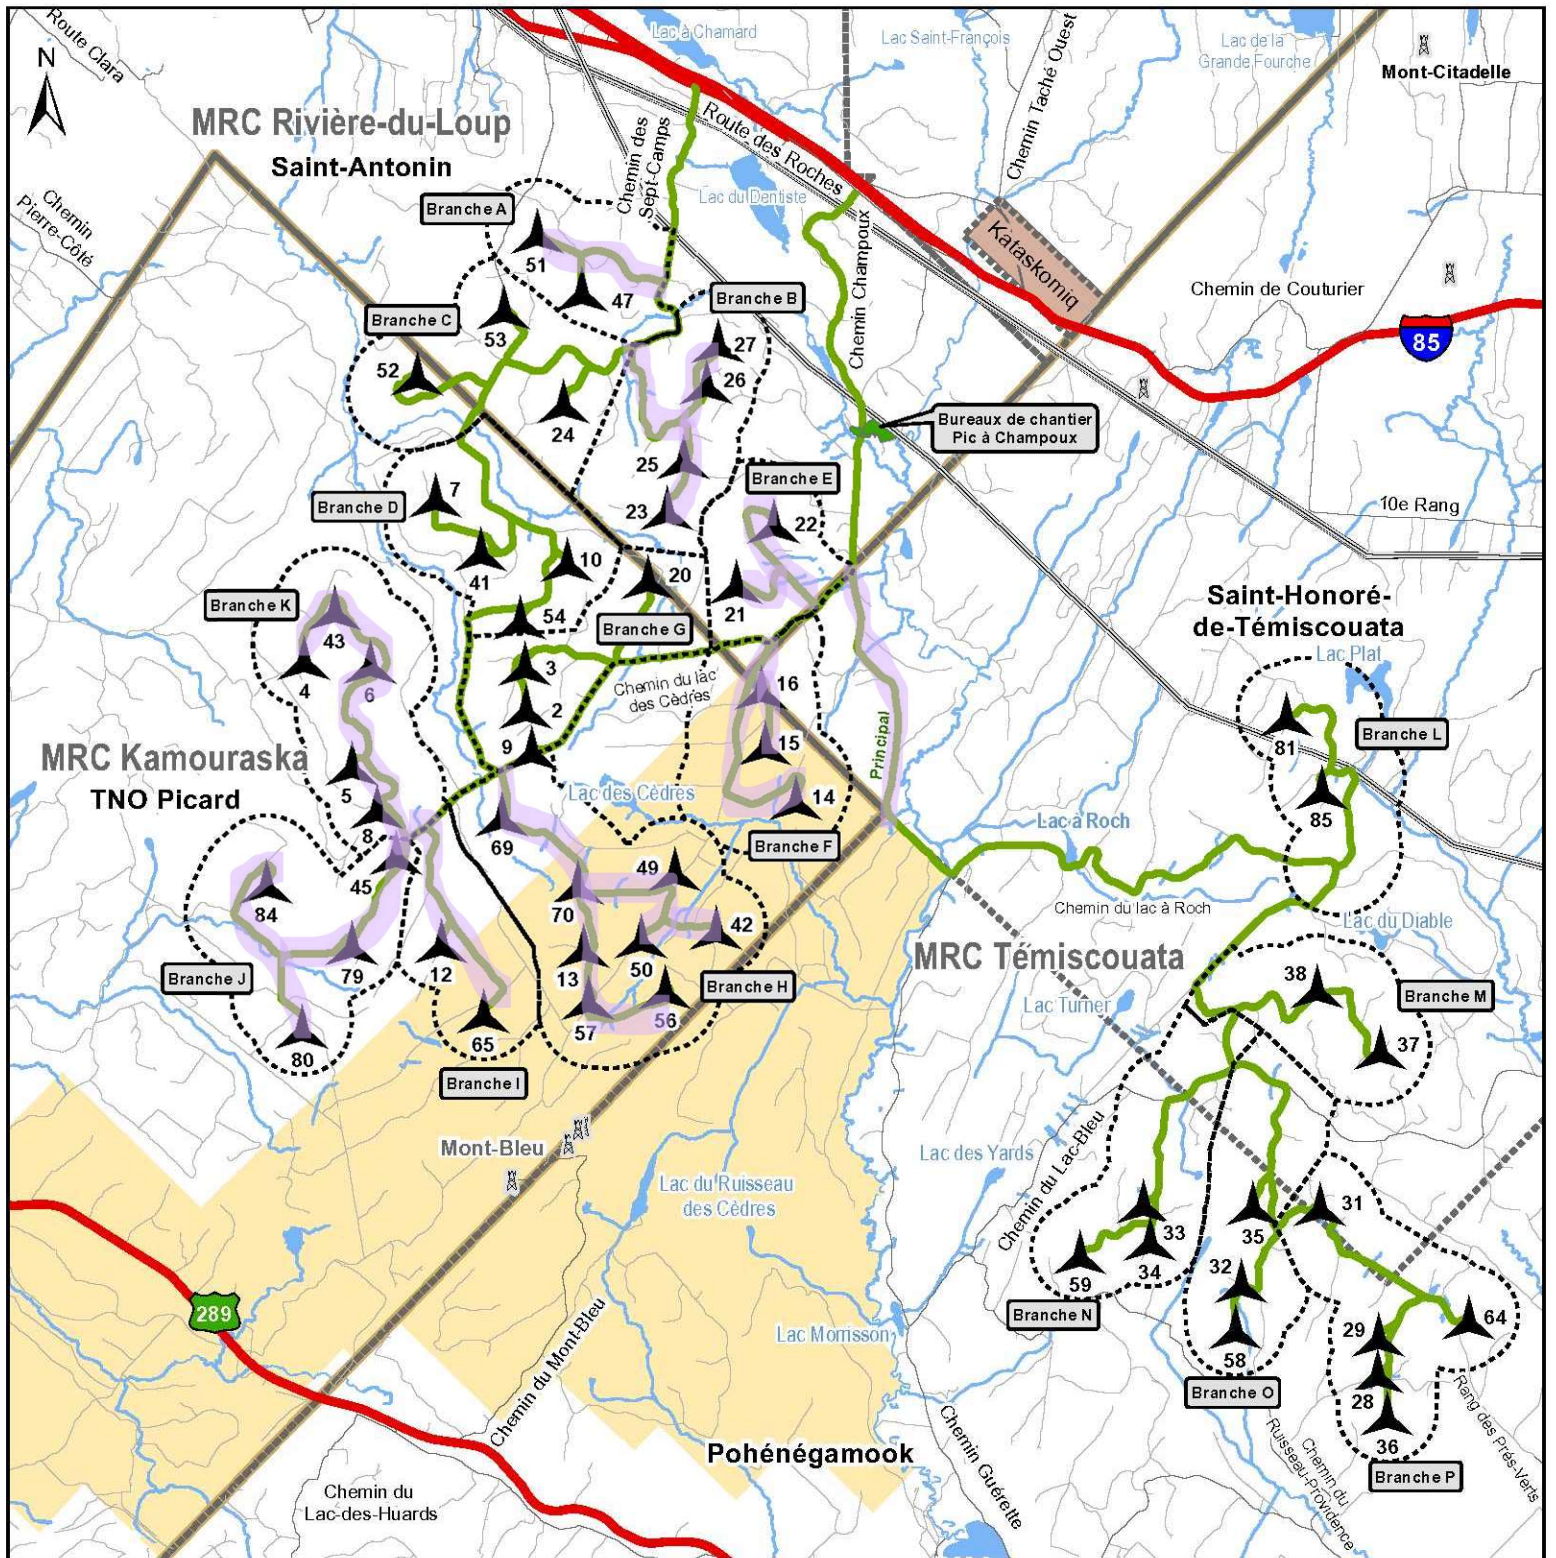 Route Clara
Lac à Chamard
Lac Saint-François
Chemin Taché Ouest
Lac de la
Grande Fourche
Mont-Citadelle
N
MRC Rivière-du-Loup
Saint-Antonin
Chemin des
Sept-Camps
Route des Roches
Lac du Dentiste
Chemin
Pierre-Côté
Branche A
51
47
Kataskomiq
Chemin de Couturier
85
Chemin Champoux
Branche B
Branche C
53
52
24
27
26
25
23
Bureaux de chantier
Pic à Champoux
10e Rang
Branche E
22
21
Branche D
7
41
10
54
20
Branche G
Branche K
43
4
6
3
2
9
Chemin du lac
des Cèdres
16
15
14
Branche F
Principal
Saint-Honoré-
de-Témiscouata
Lac Plat
81
Branche L
85
MRC Kamouraska
TNO Picard
5
8
45
69
Lac des Cèdres
Lac à Roch
Chemin du lac à Roch
Lac du Diable
84
79
80
Branche J
12
65
Branche I
70
49
42
50
13
57
56
Branche H
MRC Témiscouata
Lac Turner
38
37
Branche M
Mont-Bleu
Lac du Ruisseau
des Cèdres
Lac des Yards
Chemin du Lac-Bleu
33
34
59
Branche N
35
31
32
58
Branche O
64
29
28
36
Branche P
289
Chemin du Mont-Bleu
Lac Morrisson
Pohénégamook
Chemin Guérette
Chemin du
Ruisseau-Providence
Rang des Prés-Verts
Chemin du
Lac-des-Huards